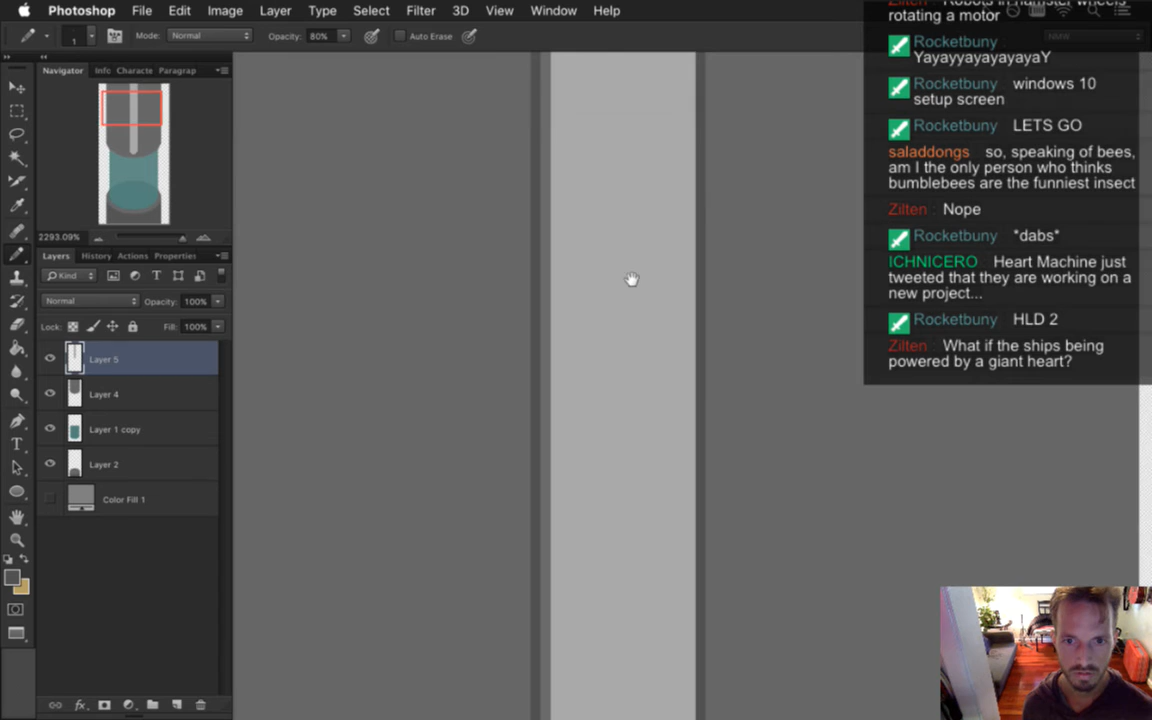 Photoshop File Edit Image Layer Type Select Filter 3D View Window Help
1 Mode: Normal Opacity: 80% Auto Erase
Navigator Info Characte Paragrap
2293.09%
Layers History Actions Properties
Kind
Normal Opacity: 100%
Lock: Fill: 100%
Layer 5
Layer 4
Layer 1 copy
Layer 2
Color Fill 1
rotating a motor
Rocketbuny
YayayyayayayayaY
Rocketbuny windows 10
setup screen
Rocketbuny LETS GO
saladdongs so, speaking of bees,
am I the only person who thinks
bumblebees are the funniest insect
Zilten: Nope
Rocketbuny *dabs*
ICHNICERO Heart Machine just
tweeted that they are working on a
new project...
Rocketbuny HLD 2
Zilten: What if the ships being
powered by a giant heart?